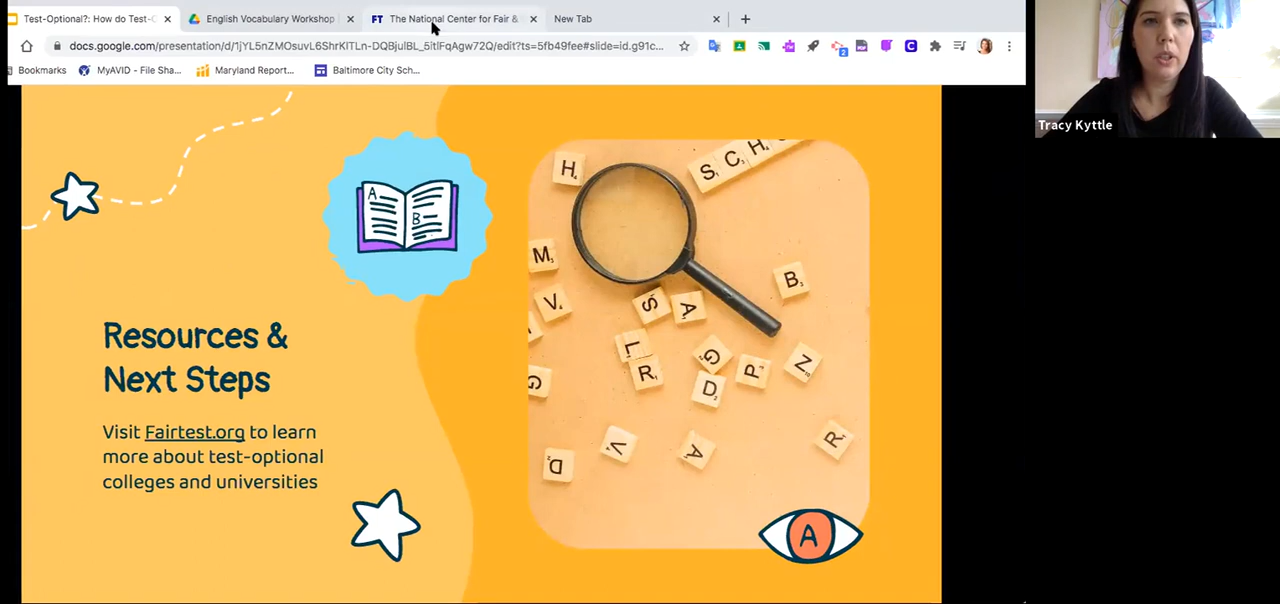 Test-Optional?: How do Test-O
English Vocabulary Workshop
FT The National Center for Fair &
New Tab
docs.google.com/presentation/d/1jYL5nZMOsuvL6ShrKlTLn-DQBjulBL_5itlFqAgw72Q/edit?ts=5fb49fee#slide=id.g91c...
Bookmarks
MyAVID - File Sha...
Maryland Report...
Baltimore City Sch...
Tracy Kyttle
A
B
Resources &
Next Steps
Visit Fairtest.org to learn
more about test-optional
colleges and universities
H
S C H
M
V
S
A
B
L
R
G
D
P
Z
G
V
A
R
D
A